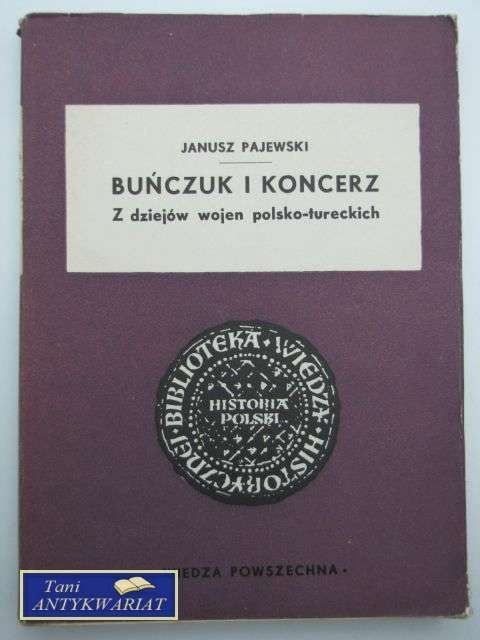 JANUSZ PAJEWSKI
BUŃCZUK I KONCERZ
Z dziejów wojen polsko-tureckich
BIBLIOTEKA · WIEDZA · HISTORYCZNEJ ·
HISTORIA
POLSKI
WIEDZA POWSZECHNA ·
Tani
ANTYKWARIAT